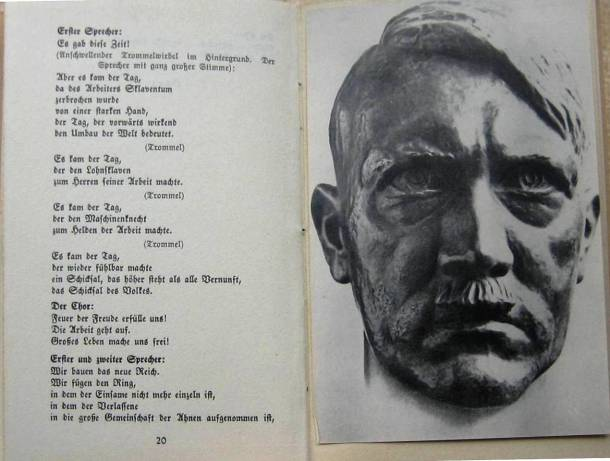 Erster Sprecher:
Es gab diese Zeit!
(Anschwellender Trommelwirbel im Hintergrund. Der
Sprecher mit ganz großer Stimme):
Aber es kam der Tag,
da des Arbeiters Sklaventum
zerbrochen wurde
von einer starken Hand,
der Tag, der vorwärts wirkend
den Umbau der Welt bedeutet.
(Trommel)
Es kam der Tag,
der den Lohnsklaven
zum Herren seiner Arbeit machte.
(Trommel)
Es kam der Tag,
der den Maschinenknecht
zum Helden der Arbeit machte.
(Trommel)
Es kam der Tag,
der wieder fühlbar machte
ein Schicksal, das höher steht als alle Vernunft,
das Schicksal des Volkes.
Der Chor:
Feuer der Freude erfülle uns!
Die Arbeit geht auf.
Großes Leben mache uns frei!
Erster und zweiter Sprecher:
Wir bauen das neue Reich.
Wir fügen den Ring,
in dem der Einsame nicht mehr einzeln ist,
in dem der Verlassene
in die große Gemeinschaft der Ahnen aufgenommen ist,
20